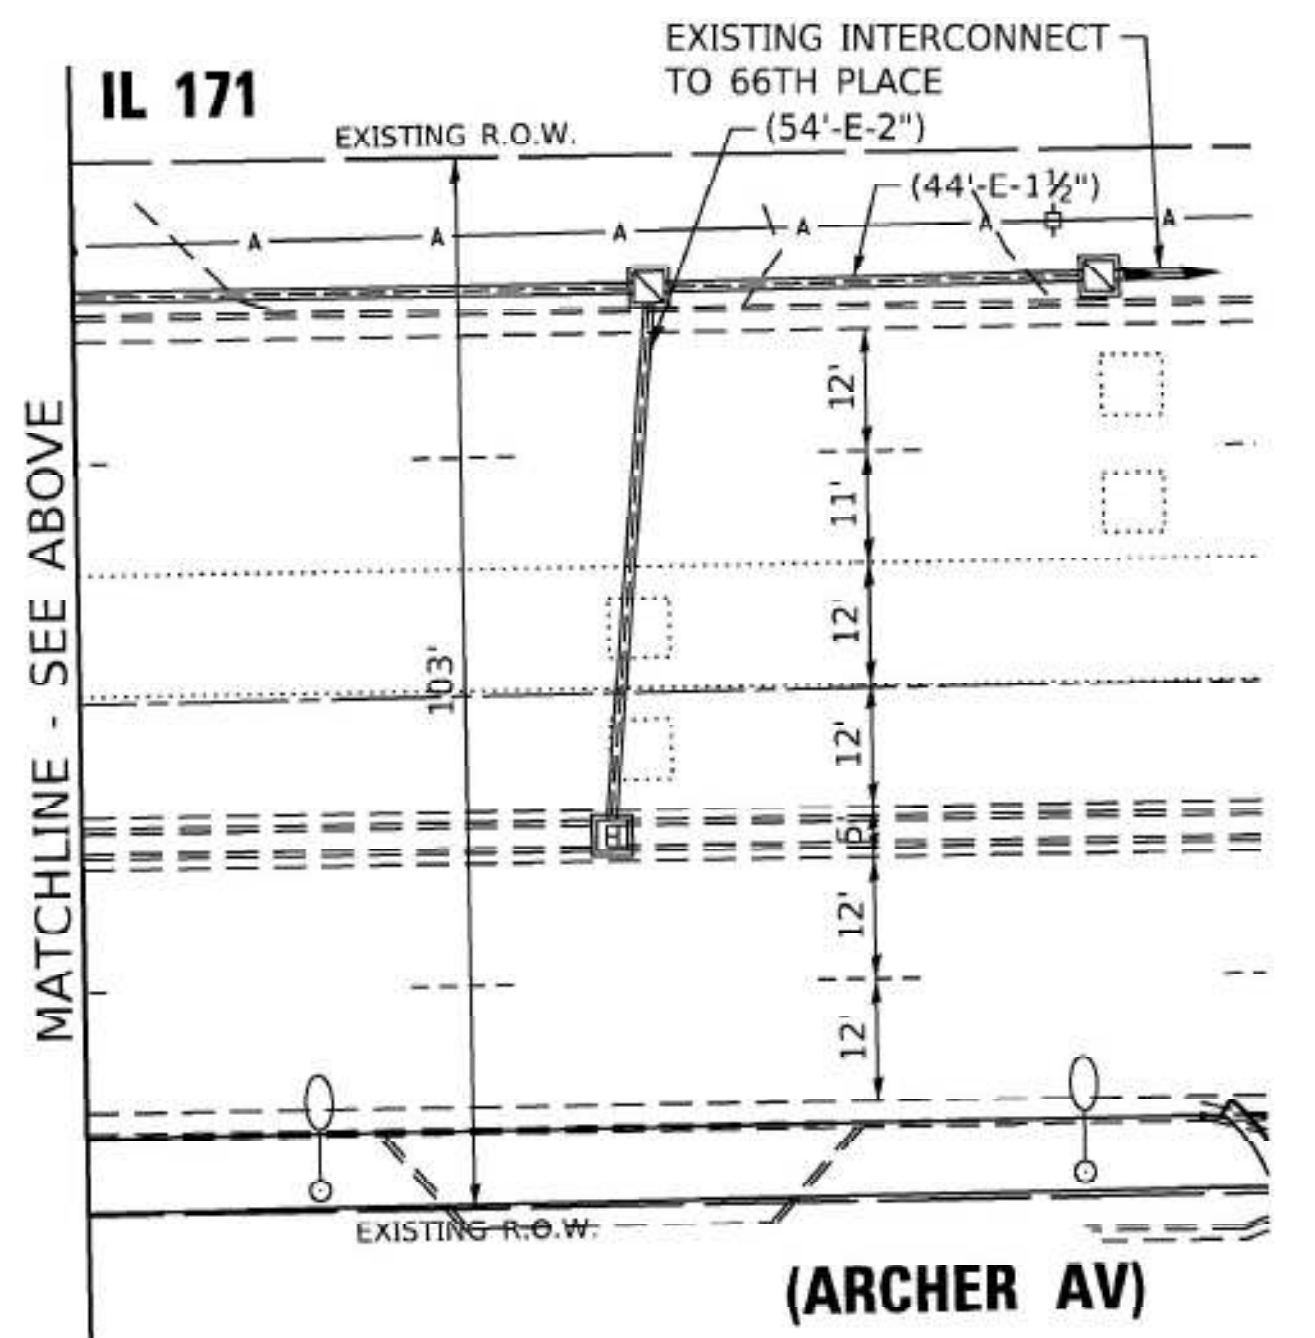 EXISTING INTERCONNECT
TO 66TH PLACE
IL 171
EXISTING R.O.W.
(54'-E-2")
(44'-E-1½")
A A A A A A
12'
11'
12'
103'
12'
12'
12'
MATCHLINE - SEE ABOVE
H
EXISTING R.O.W.
(ARCHER AV)